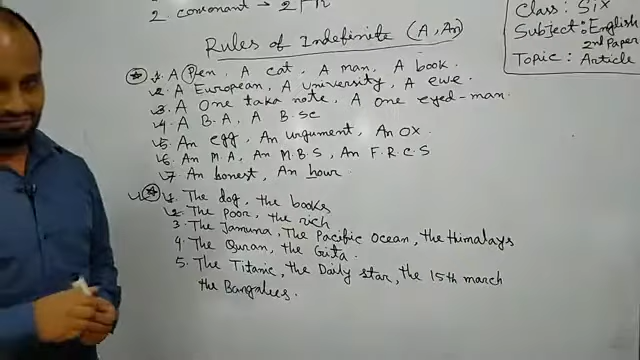 2. consonant → 2
Class: Six
Subject: English
2nd Paper
Topic: Article
Rules of Indefinite (A, An)
1. A Pen, A cat, A man, A book.
2. A European, A university, A ewe.
3. A one taka note, A one eyed-man.
4. A B.A, A B.sc
5. An egg, An urgument, An ox.
6. An M.A, An M.B.S, An F.R.C.S
7. An honest, An hour.
1. The dog, the books
2. The poor, the rich
3. The Jamuna, The Pacific Ocean, the Himalays
4. The Quran, the Gita.
5. The Titanic, the Daily star, the 15th march
the Bangalees.